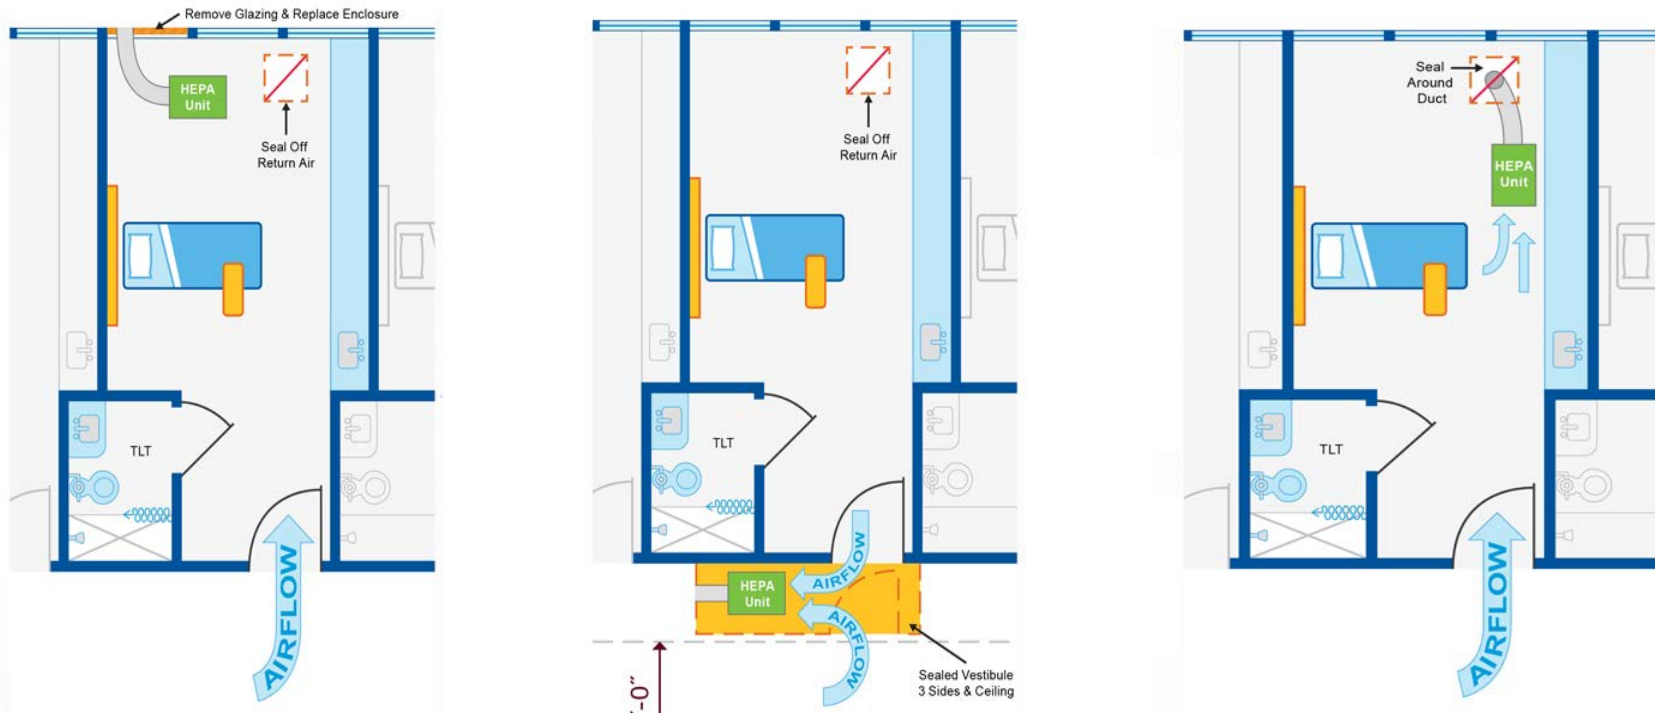 Remove Glazing & Replace Enclosure
HEPA
Unit
Seal Off
Return Air
TLT
AIRFLOW
Seal Off
Return Air
TLT
HEPA
Unit
AIRFLOW
AIRFLOW
Sealed Vestibule
3 Sides & Ceiling
-0"
Seal
Around
Duct
HEPA
Unit
TLT
AIRFLOW